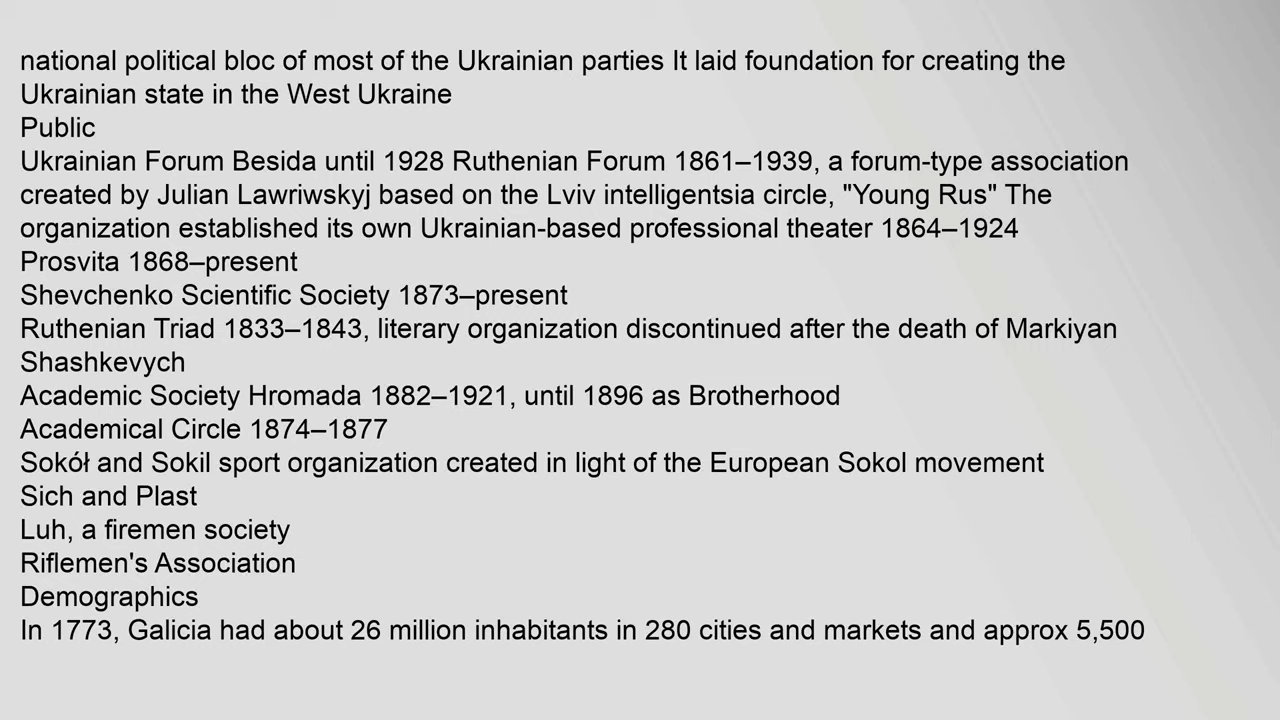 national political bloc of most of the Ukrainian parties It laid foundation for creating the
Ukrainian state in the West Ukraine
Public
Ukrainian Forum Besida until 1928 Ruthenian Forum 1861–1939, a forum-type association
created by Julian Lawriwskyj based on the Lviv intelligentsia circle, "Young Rus" The
organization established its own Ukrainian-based professional theater 1864–1924
Prosvita 1868–present
Shevchenko Scientific Society 1873–present
Ruthenian Triad 1833–1843, literary organization discontinued after the death of Markiyan
Shashkevych
Academic Society Hromada 1882–1921, until 1896 as Brotherhood
Academical Circle 1874–1877
Sokół and Sokil sport organization created in light of the European Sokol movement
Sich and Plast
Luh, a firemen society
Riflemen's Association
Demographics
In 1773, Galicia had about 26 million inhabitants in 280 cities and markets and approx 5,500